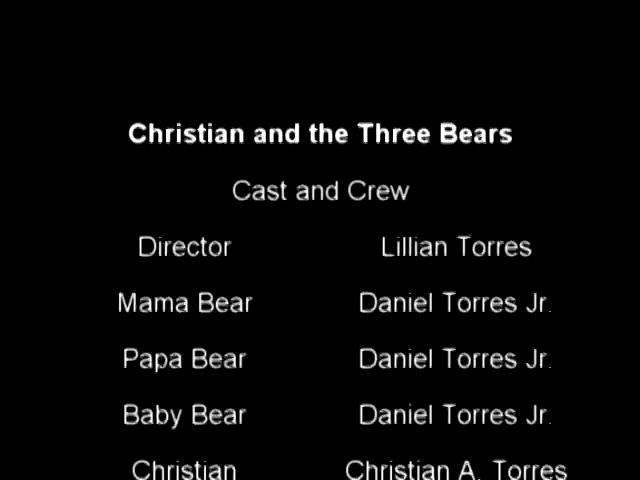 Christian and the Three Bears
Cast and Crew
Director Lillian Torres
Mama Bear Daniel Torres Jr.
Papa Bear Daniel Torres Jr.
Baby Bear Daniel Torres Jr.
Christian Christian A. Torres